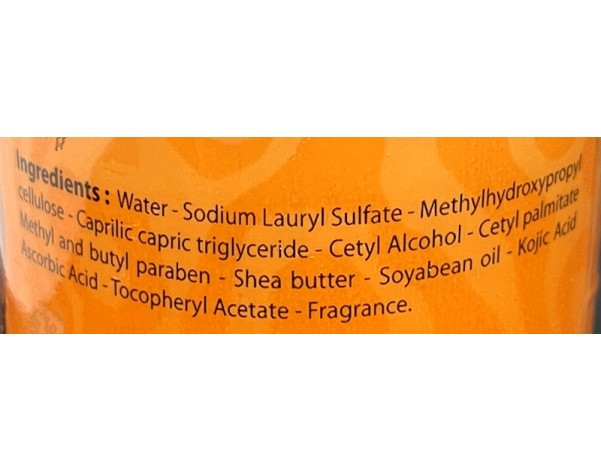 Ingredients : Water - Sodium Lauryl Sulfate - Methylhydroxypropyl
cellulose - Caprilic capric triglyceride - Cetyl Alcohol - Cetyl palmitate
Methyl and butyl paraben - Shea butter - Soyabean oil - Kojic Acid
Ascorbic Acid - Tocopheryl Acetate - Fragrance.